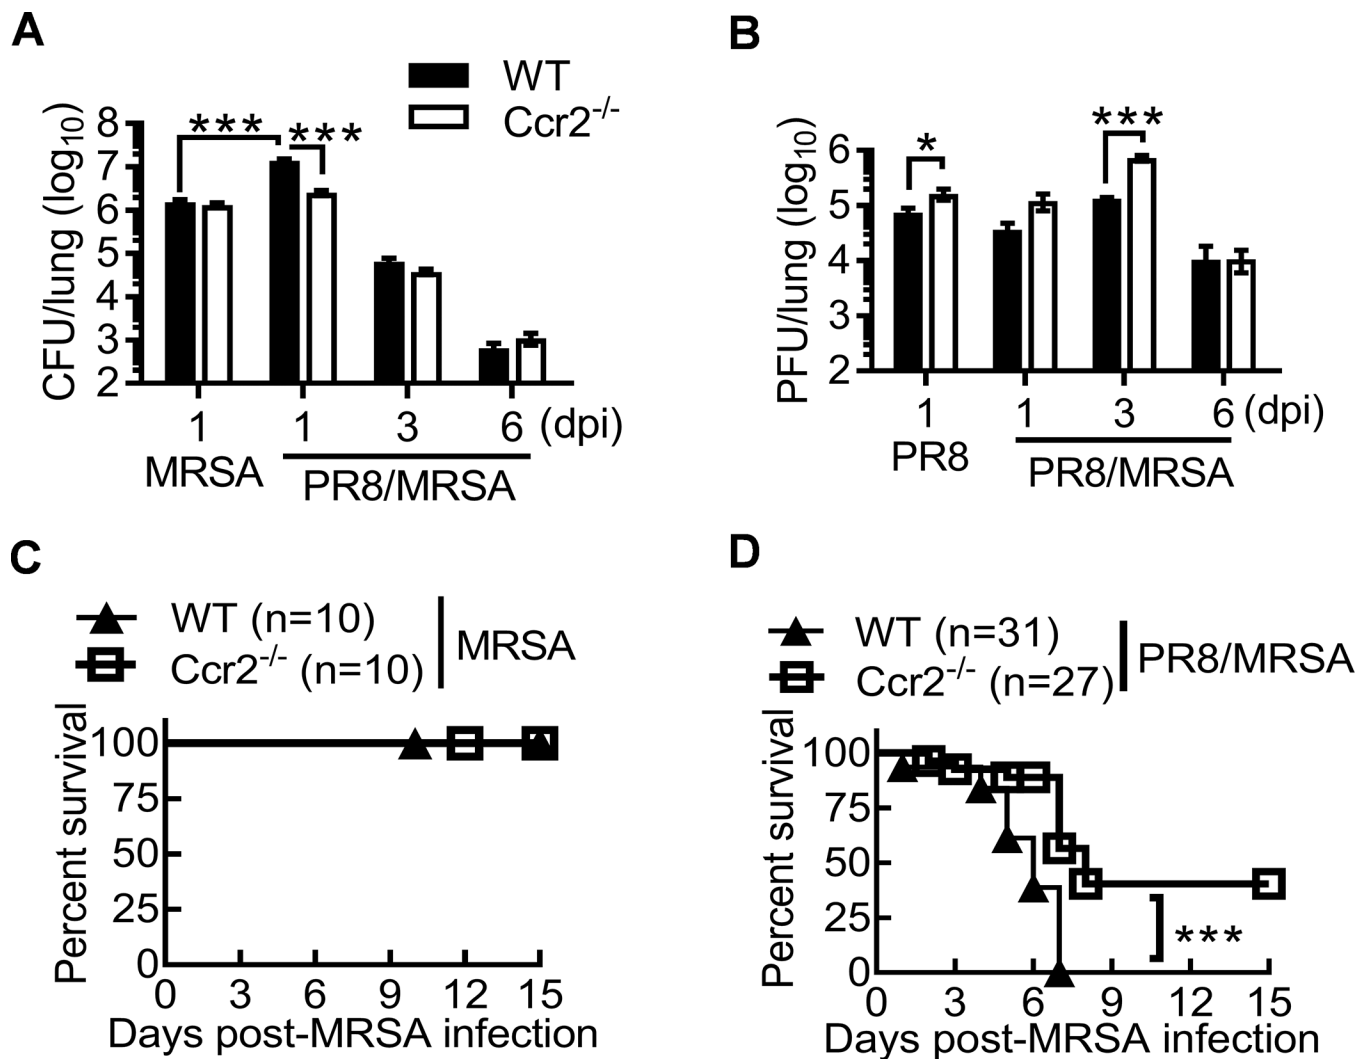 A
WT
Ccr2-/-
CFU/lung (log10)
8
7
6
5
4
3
2
***
***
1 1 3 6 (dpi)
MRSA PR8/MRSA
B
PFU/lung (log10)
6
5
4
3
2
*
***
1 1 3 6 (dpi)
PR8 PR8/MRSA
C
WT (n=10)
Ccr2-/- (n=10)
MRSA
Percent survival
100
75
50
25
0
0 3 6 9 12 15
Days post-MRSA infection
D
WT (n=31)
Ccr2-/- (n=27)
PR8/MRSA
Percent survival
100
75
50
25
0
***
0 3 6 9 12 15
Days post-MRSA infection